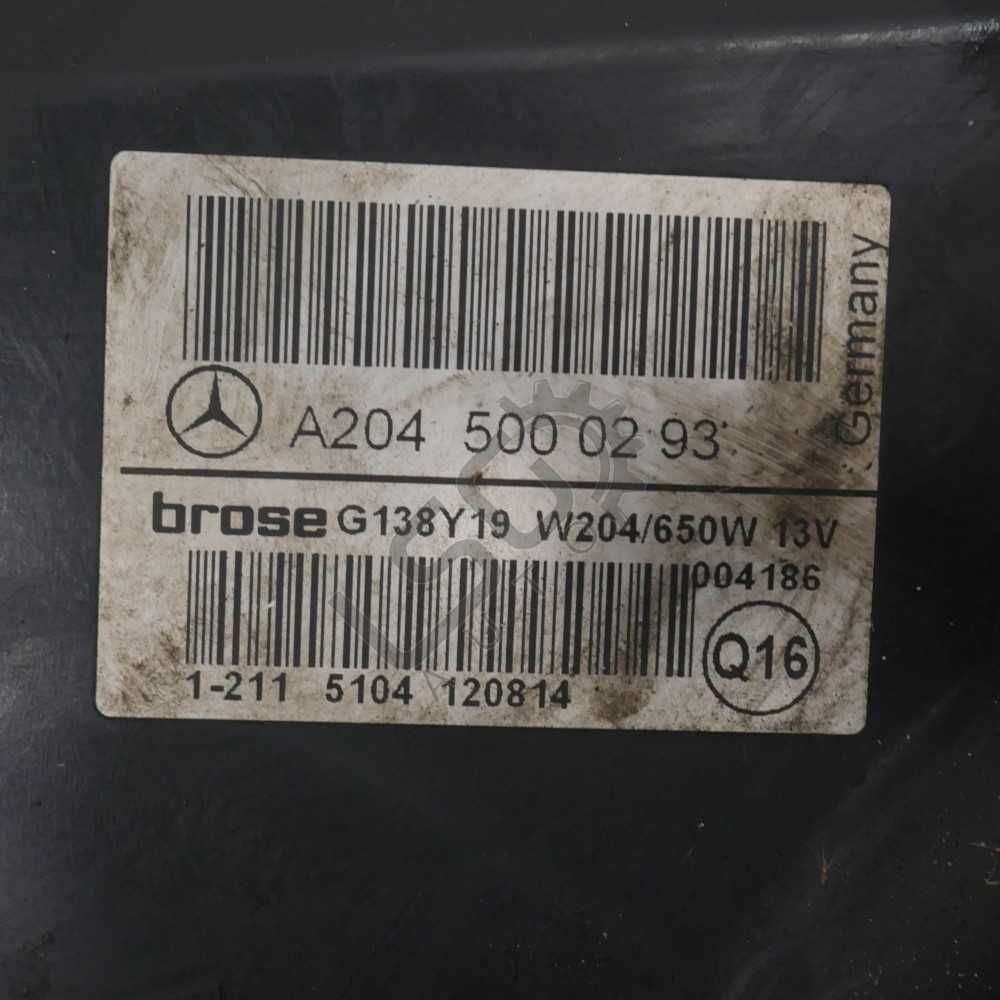 A204 500 02 93
Germany
brose G138Y19 W204/650W 13V
004186
Q16
1-211 5104 120814